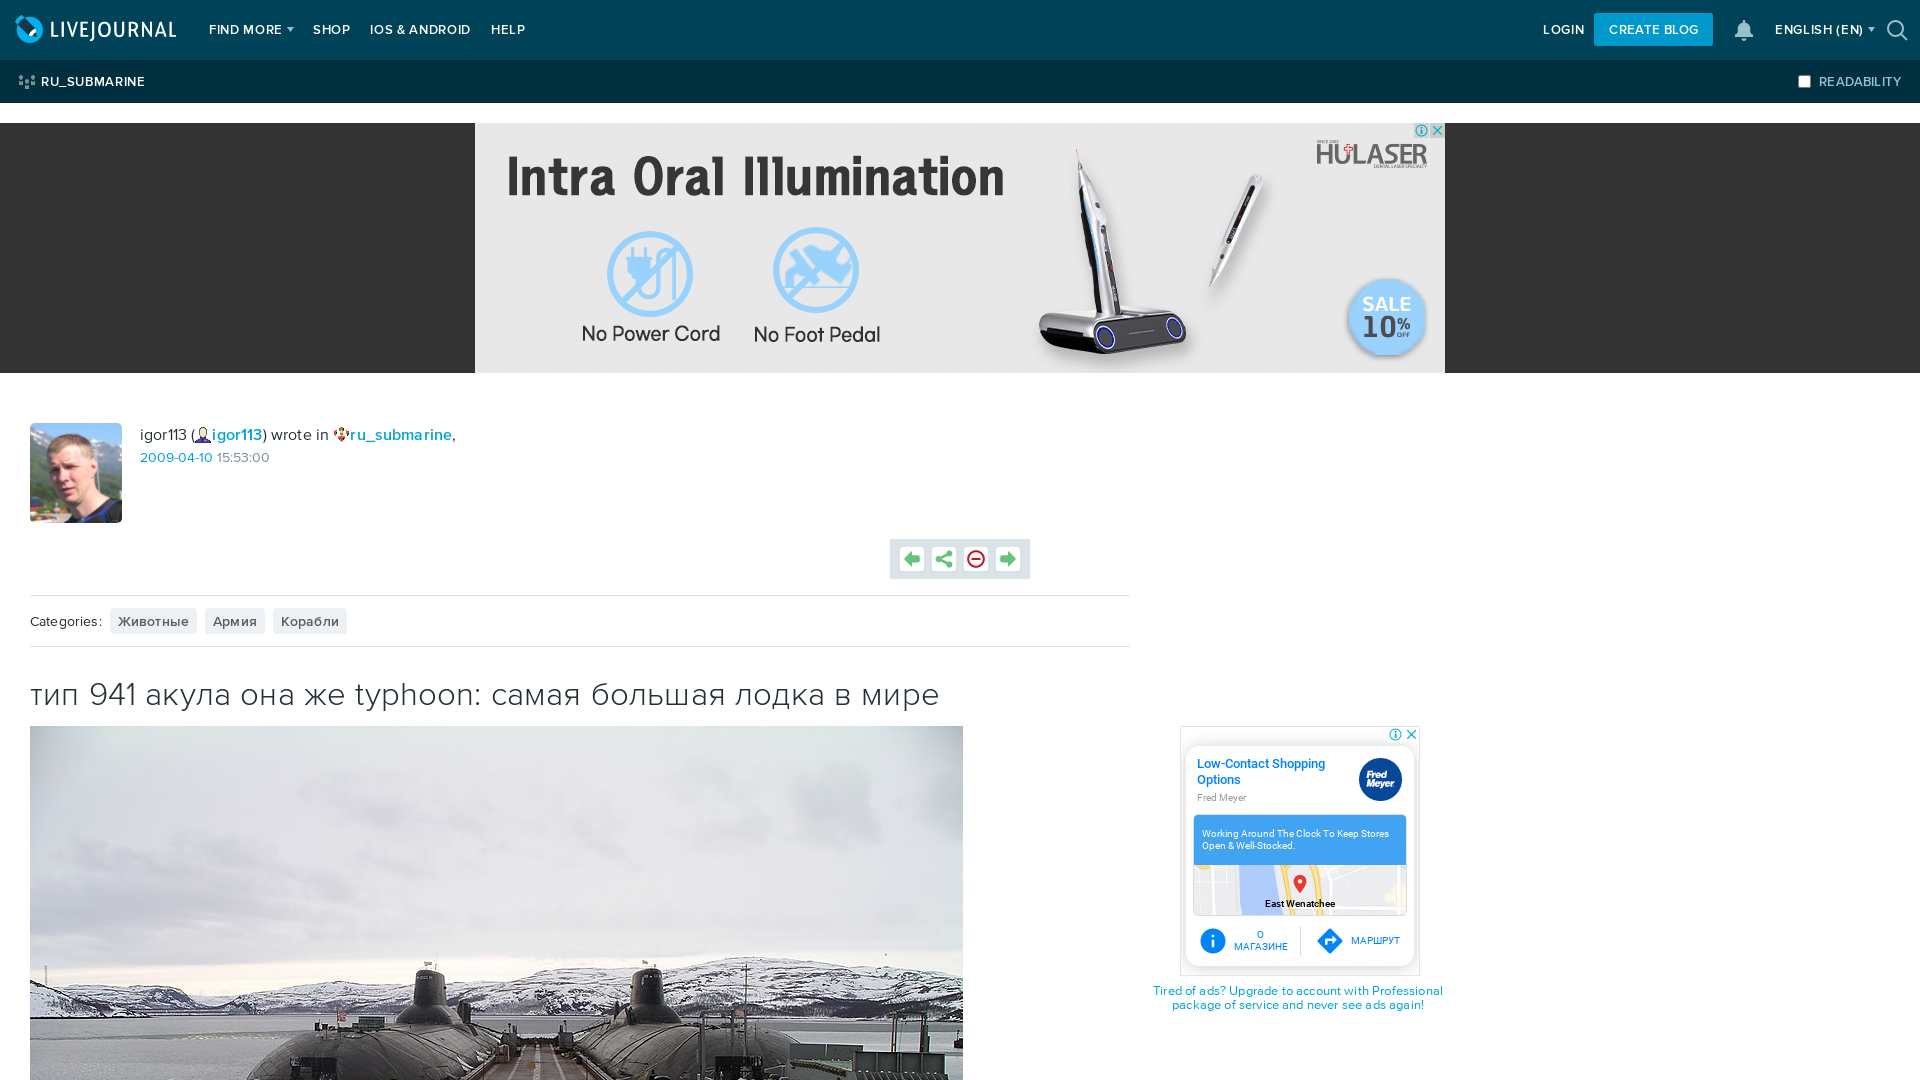 LIVEJOURNAL
FIND MORE
SHOP
IOS & ANDROID
HELP
LOGIN
CREATE BLOG
ENGLISH (EN)
RU_SUBMARINE
READABILITY
Intra Oral Illumination
HULASER
No Power Cord
No Foot Pedal
SALE
10% OFF
igor113 (igor113) wrote in ru_submarine,
2009-04-10 15:53:00
Categories: Животные Армия Корабли
тип 941 акула она же typhoon: самая большая лодка в мире
Low-Contact Shopping
Options
Fred Meyer
Fred
Meyer
Working Around The Clock To Keep Stores
Open & Well-Stocked.
East Wenatchee
О
МАГАЗИНЕ
МАРШРУТ
Tired of ads? Upgrade to account with Professional
package of service and never see ads again!